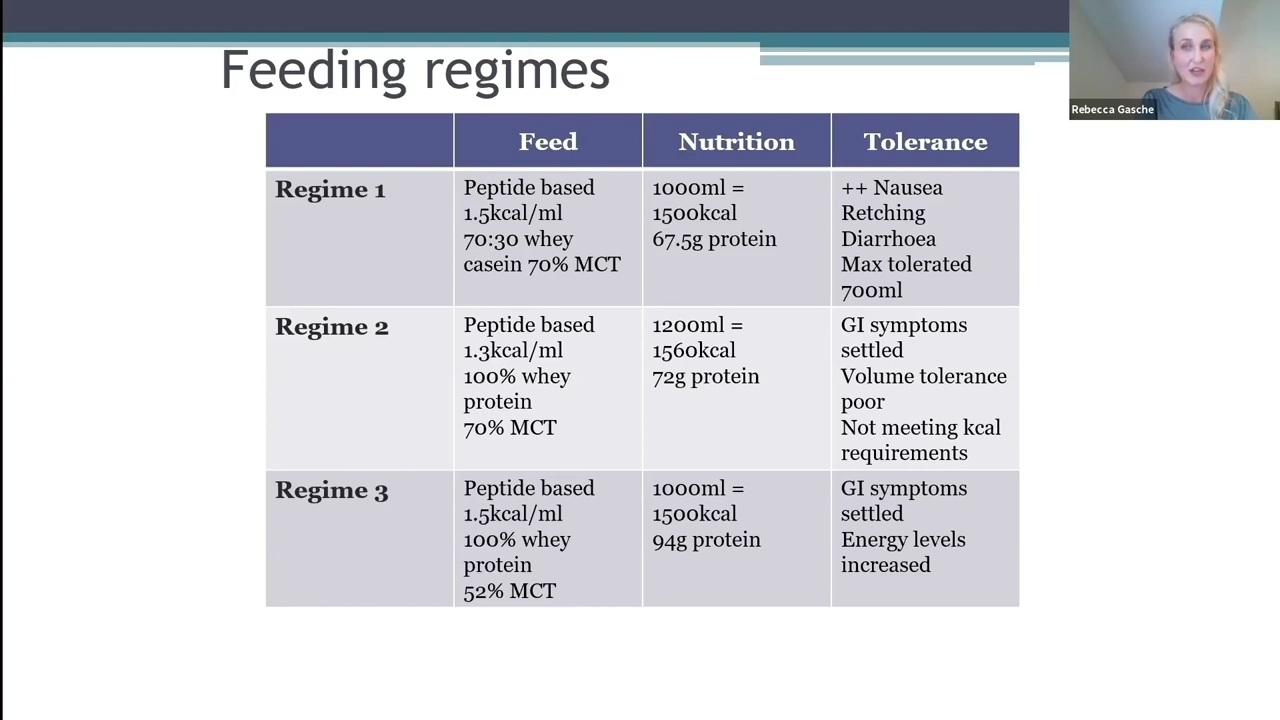 Feeding regimes
Rebecca Gasche
Feed
Nutrition
Tolerance
Regime 1
Peptide based
1.5kcal/ml
70:30 whey
casein 70% MCT
1000ml =
1500kcal
67.5g protein
++ Nausea
Retching
Diarrhoea
Max tolerated
700ml
Regime 2
Peptide based
1.3kcal/ml
100% whey
protein
70% MCT
1200ml =
1560kcal
72g protein
GI symptoms
settled
Volume tolerance
poor
Not meeting kcal
requirements
Regime 3
Peptide based
1.5kcal/ml
100% whey
protein
52% MCT
1000ml =
1500kcal
94g protein
GI symptoms
settled
Energy levels
increased